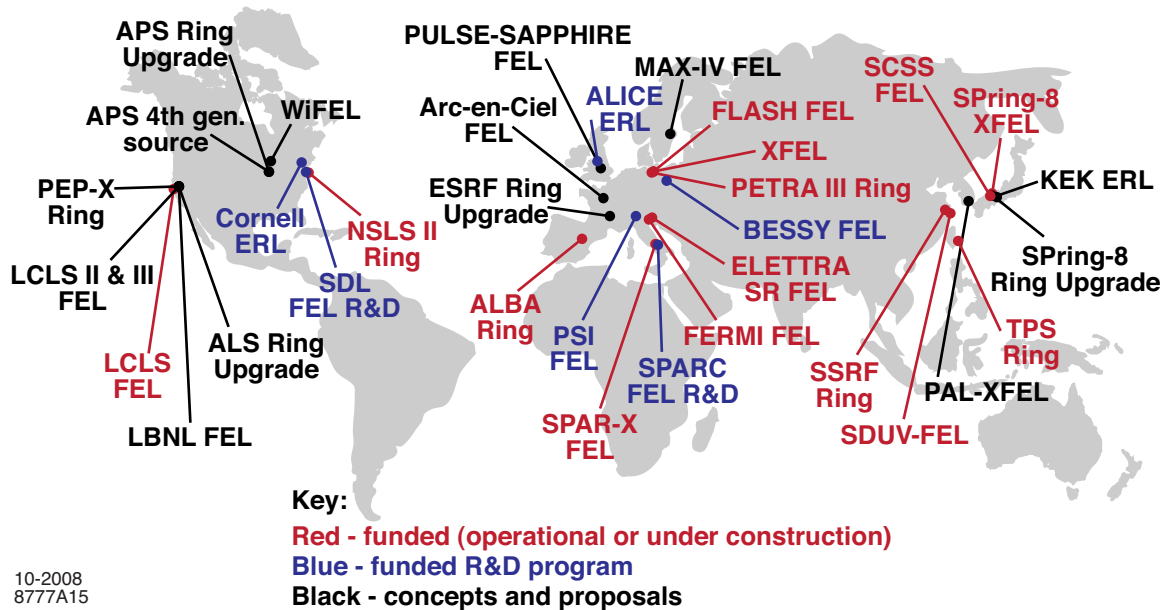 APS Ring
Upgrade
PULSE-SAPPHIRE
FEL
MAX-IV FEL
SCSS
FEL
SPring-8
XFEL
ALICE
ERL
Arc-en-Ciel
FEL
FLASH FEL
APS 4th gen.
source
WiFEL
XFEL
PEP-X
Ring
ESRF Ring
Upgrade
PETRA III Ring
KEK ERL
Cornell
ERL
NSLS II
Ring
BESSY FEL
LCLS II & III
FEL
SDL
FEL R&D
ELETTRA
SR FEL
SPring-8
Ring Upgrade
ALBA
Ring
PSI
FEL
FERMI FEL
TPS
Ring
LCLS
FEL
ALS Ring
Upgrade
SPARC
FEL R&D
SSRF
Ring
PAL-XFEL
LBNL FEL
SPAR-X
FEL
SDUV-FEL
Key:
Red - funded (operational or under construction)
Blue - funded R&D program
Black - concepts and proposals
10-2008
8777A15